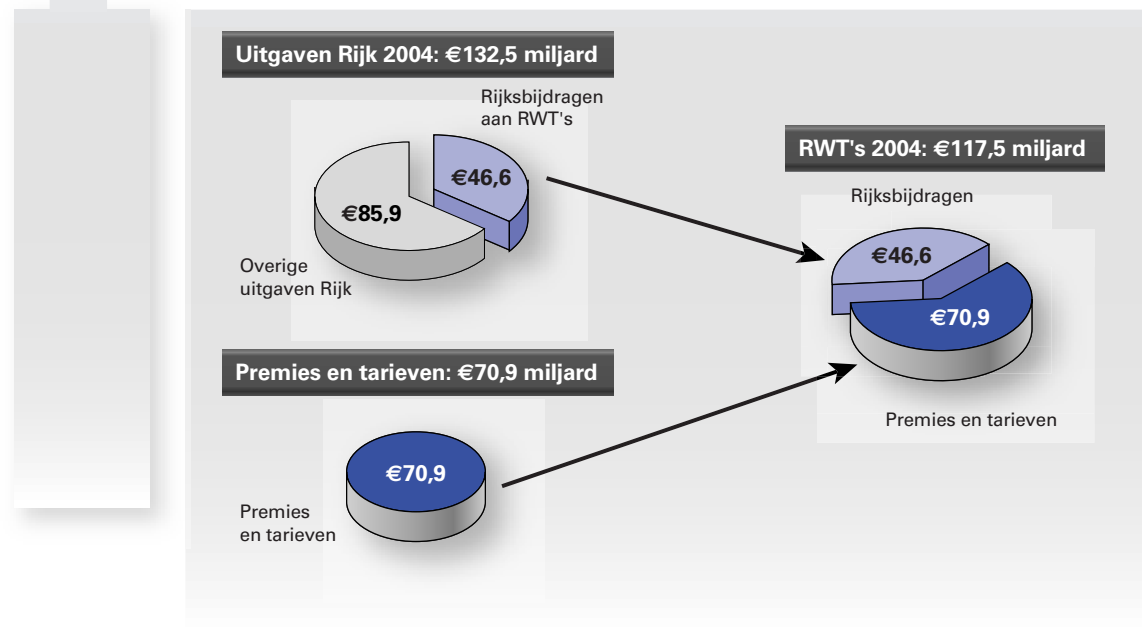 Uitgaven Rijk 2004: €132,5 miljard
Rijksbijdragen
aan RWT's
€46,6
€85,9
Overige
uitgaven Rijk
Premies en tarieven: €70,9 miljard
€70,9
Premies
en tarieven
RWT's 2004: €117,5 miljard
Rijksbijdragen
€46,6
€70,9
Premies en tarieven